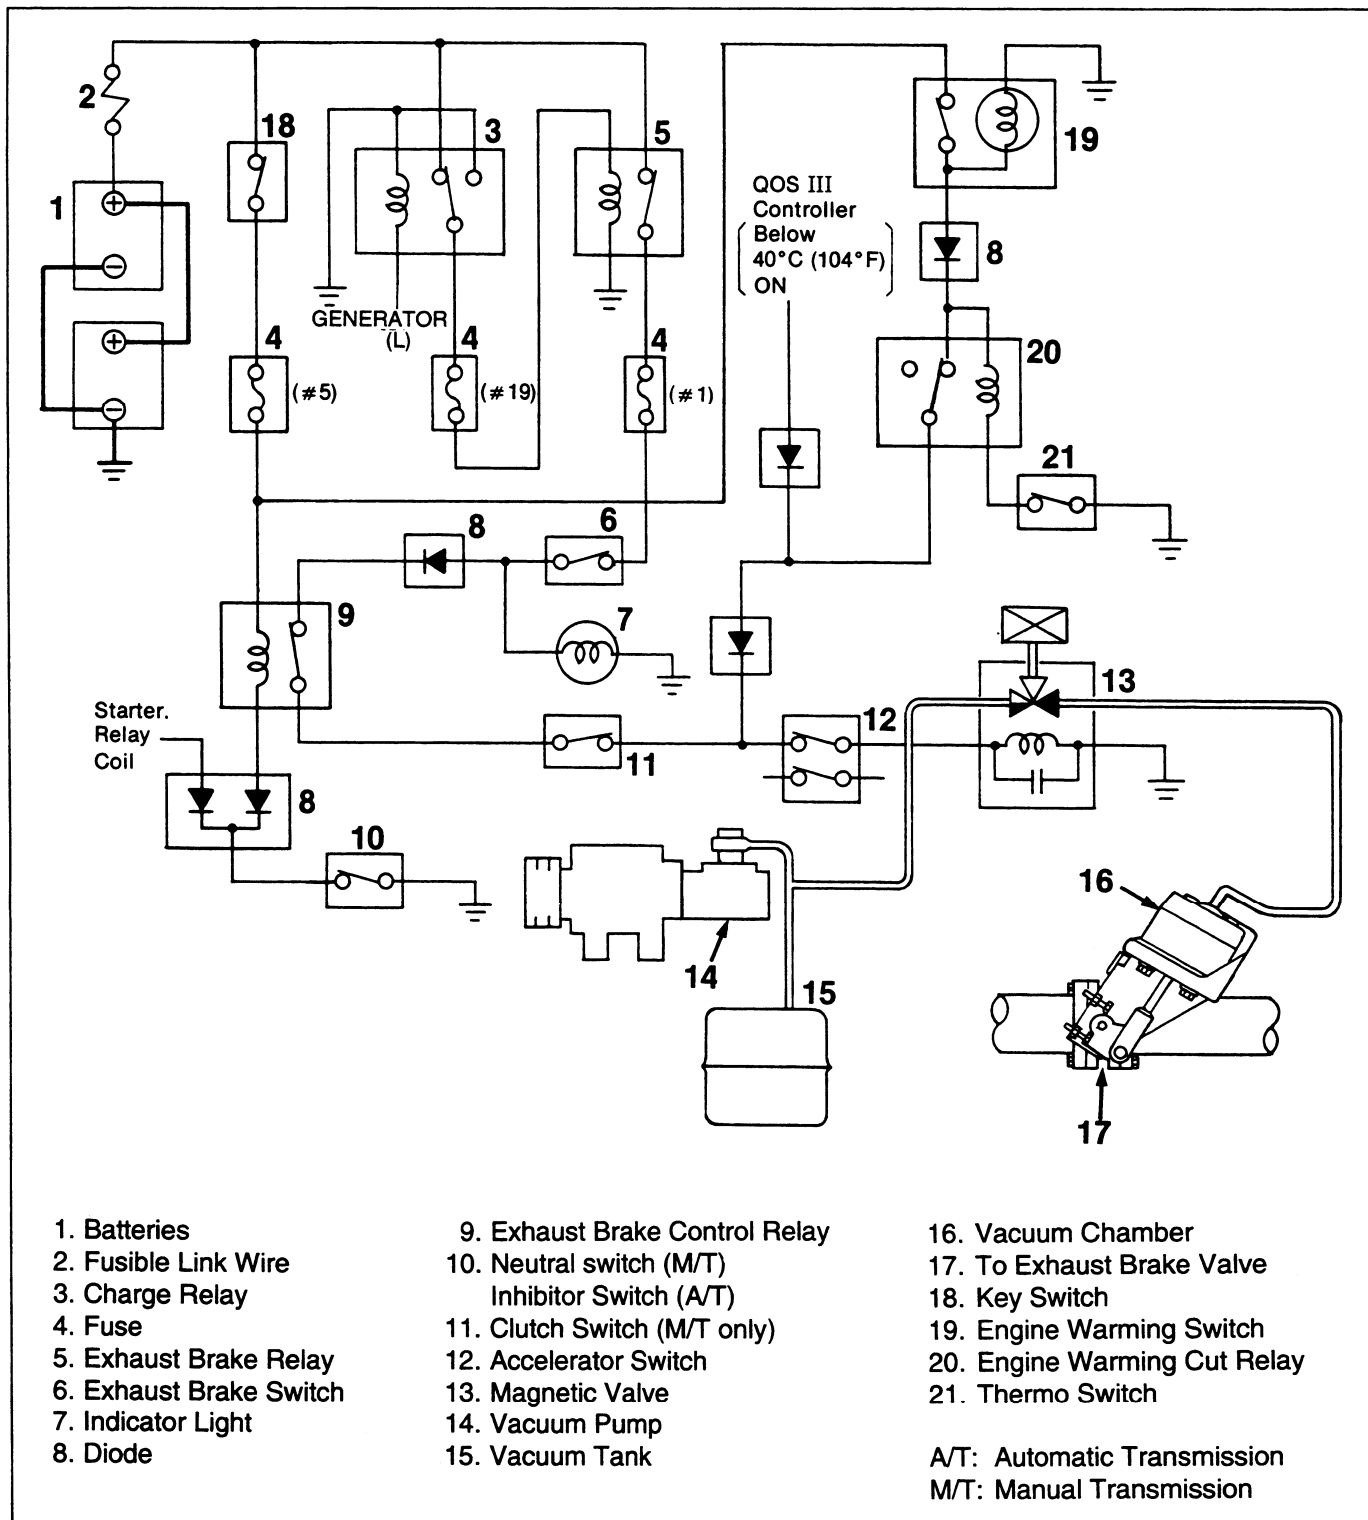 2
18
3
5
19
1
QOS III
Controller
Below
40°C (104°F)
ON
8
GENERATOR
(L)
4
(#5)
4
(#19)
4
(#1)
20
21
8
6
9
7
13
Starter.
Relay
Coil
12
11
8
10
16
14
15
17
1. Batteries
2. Fusible Link Wire
3. Charge Relay
4. Fuse
5. Exhaust Brake Relay
6. Exhaust Brake Switch
7. Indicator Light
8. Diode
9. Exhaust Brake Control Relay
10. Neutral switch (M/T)
Inhibitor Switch (A/T)
11. Clutch Switch (M/T only)
12. Accelerator Switch
13. Magnetic Valve
14. Vacuum Pump
15. Vacuum Tank
16. Vacuum Chamber
17. To Exhaust Brake Valve
18. Key Switch
19. Engine Warming Switch
20. Engine Warming Cut Relay
21. Thermo Switch
A/T: Automatic Transmission
M/T: Manual Transmission